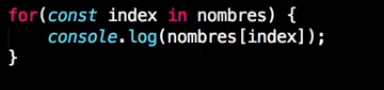 for(const index in nombres) {
    console.log(nombres[index]);
}